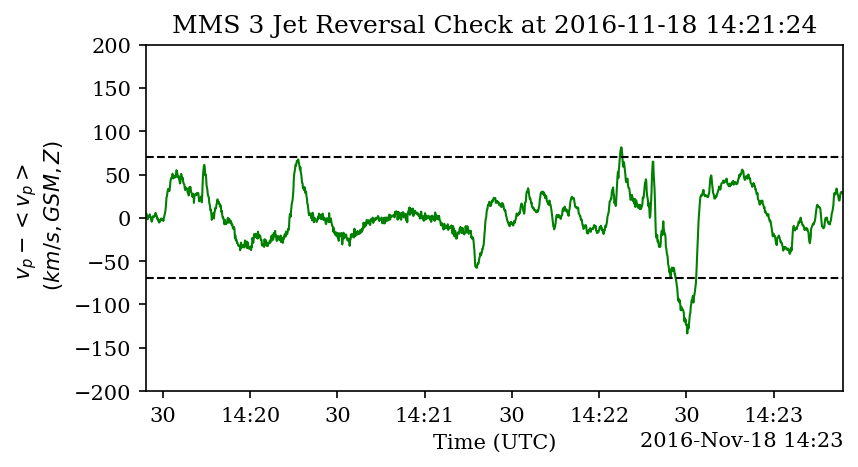 MMS 3 Jet Reversal Check at 2016-11-18 14:21:24
v_p − < v_p >
(km/s, GSM, Z)
200
150
100
50
0
−50
−100
−150
−200
30 14:20 30 14:21 30 14:22 30 14:23
Time (UTC)
2016-Nov-18 14:23